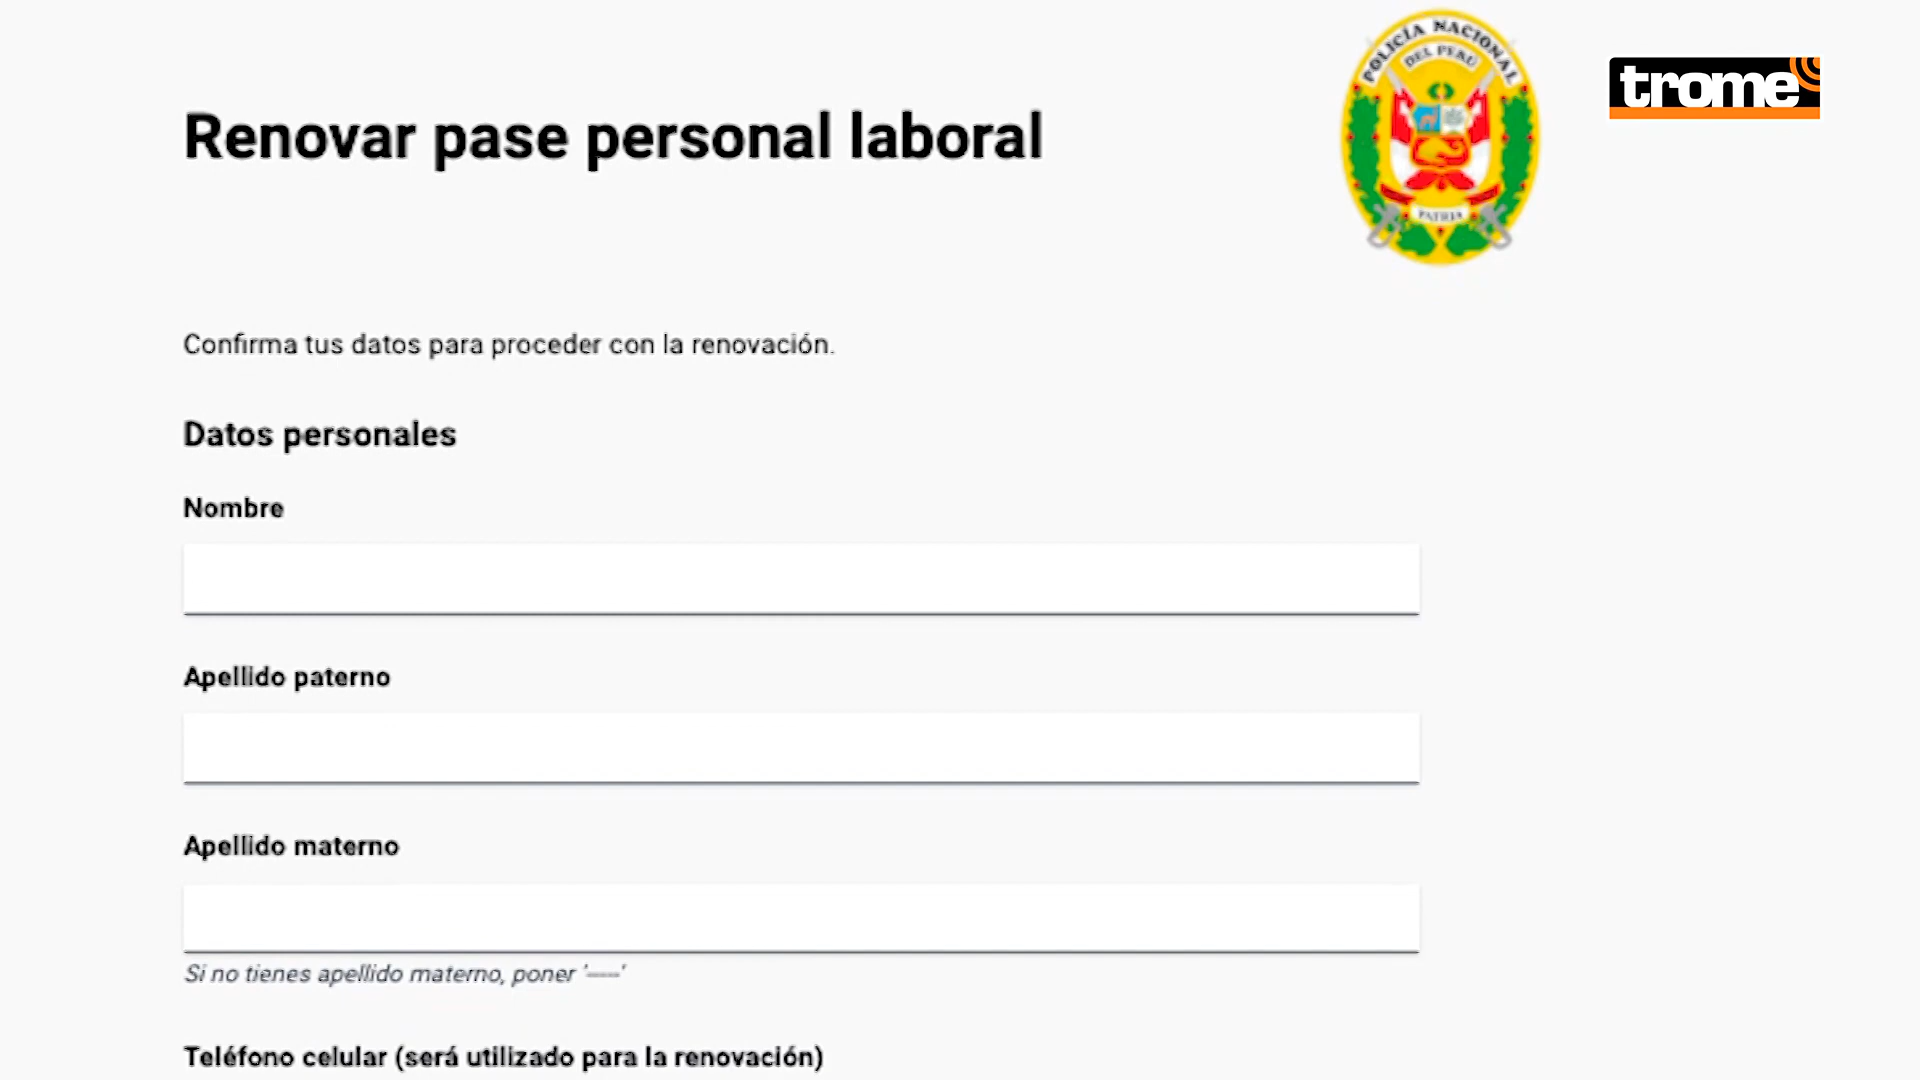 POLICÍA NACIONAL
DEL PERÚ
PATRIA
trome
Renovar pase personal laboral
Confirma tus datos para proceder con la renovación.
Datos personales
Nombre
Apellido paterno
Apellido materno
Si no tienes apellido materno, poner '-----'
Teléfono celular (será utilizado para la renovación)